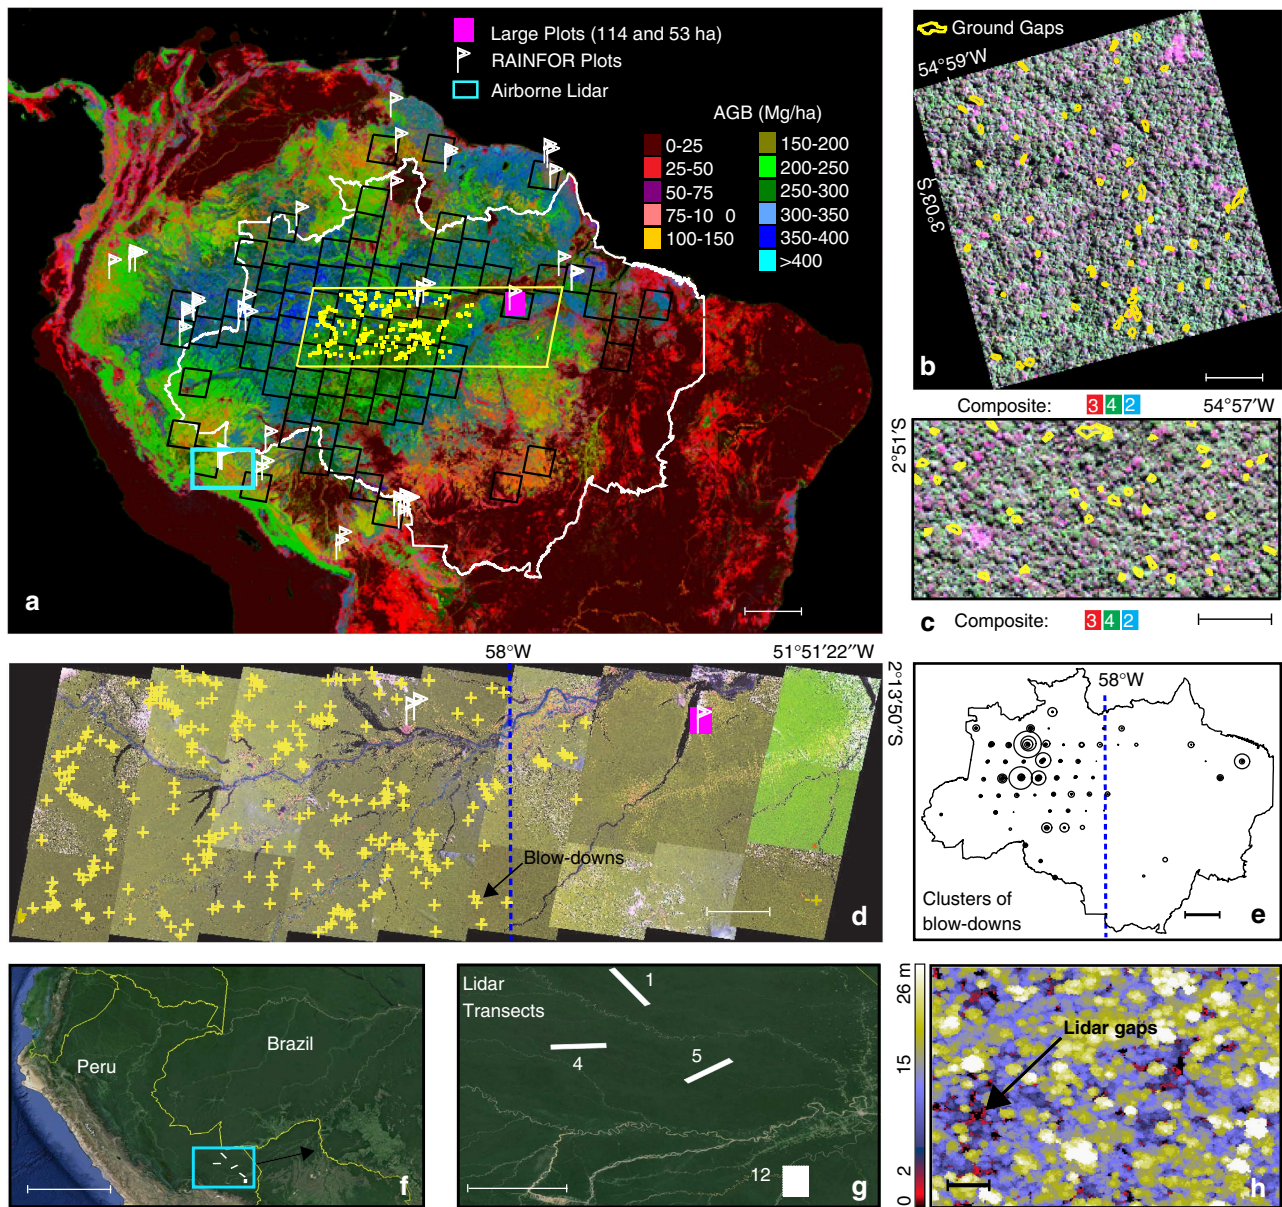 Large Plots (114 and 53 ha)
RAINFOR Plots
Airborne Lidar
AGB (Mg/ha)
0-25
25-50
50-75
75-10 0
100-150
150-200
200-250
250-300
300-350
350-400
>400
a
Ground Gaps
54°59′W
3°03′S
b
Composite: 3 4 2 54°57′W
2°51′S
c
Composite: 3 4 2
58°W
51°51′22″W
2°13′50″S
Blow-downs
d
58°W
Clusters of
blow-downs
e
Peru
Brazil
f
Lidar
Transects
1
4
5
12
g
26 m
15
2
0
Lidar gaps
h